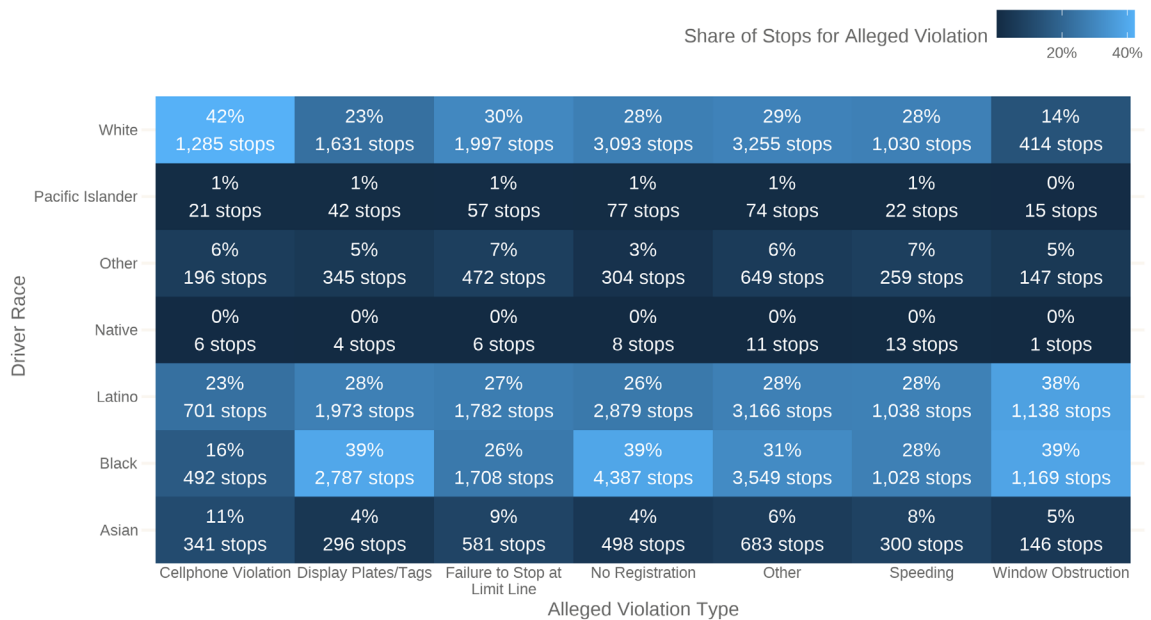 Share of Stops for Alleged Violation
20% 40%
White
42% 23% 30% 28% 29% 28% 14%
1,285 stops 1,631 stops 1,997 stops 3,093 stops 3,255 stops 1,030 stops 414 stops
Pacific Islander
1% 1% 1% 1% 1% 1% 0%
21 stops 42 stops 57 stops 77 stops 74 stops 22 stops 15 stops
Other
6% 5% 7% 3% 6% 7% 5%
196 stops 345 stops 472 stops 304 stops 649 stops 259 stops 147 stops
Native
0% 0% 0% 0% 0% 0% 0%
6 stops 4 stops 6 stops 8 stops 11 stops 13 stops 1 stops
Latino
23% 28% 27% 26% 28% 28% 38%
701 stops 1,973 stops 1,782 stops 2,879 stops 3,166 stops 1,038 stops 1,138 stops
Black
16% 39% 26% 39% 31% 28% 39%
492 stops 2,787 stops 1,708 stops 4,387 stops 3,549 stops 1,028 stops 1,169 stops
Asian
11% 4% 9% 4% 6% 8% 5%
341 stops 296 stops 581 stops 498 stops 683 stops 300 stops 146 stops
Driver Race
Cellphone Violation Display Plates/Tags Failure to Stop at No Registration Other Speeding Window Obstruction
Limit Line
Alleged Violation Type